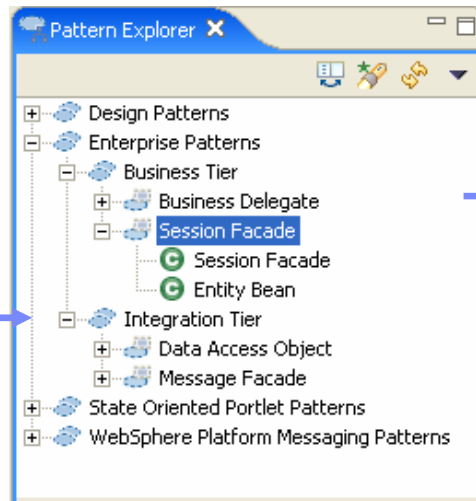 Pattern Explorer
Design Patterns
Enterprise Patterns
Business Tier
Business Delegate
Session Facade
Session Facade
Entity Bean
Integration Tier
Data Access Object
Message Facade
State Oriented Portlet Patterns
WebSphere Platform Messaging Patterns